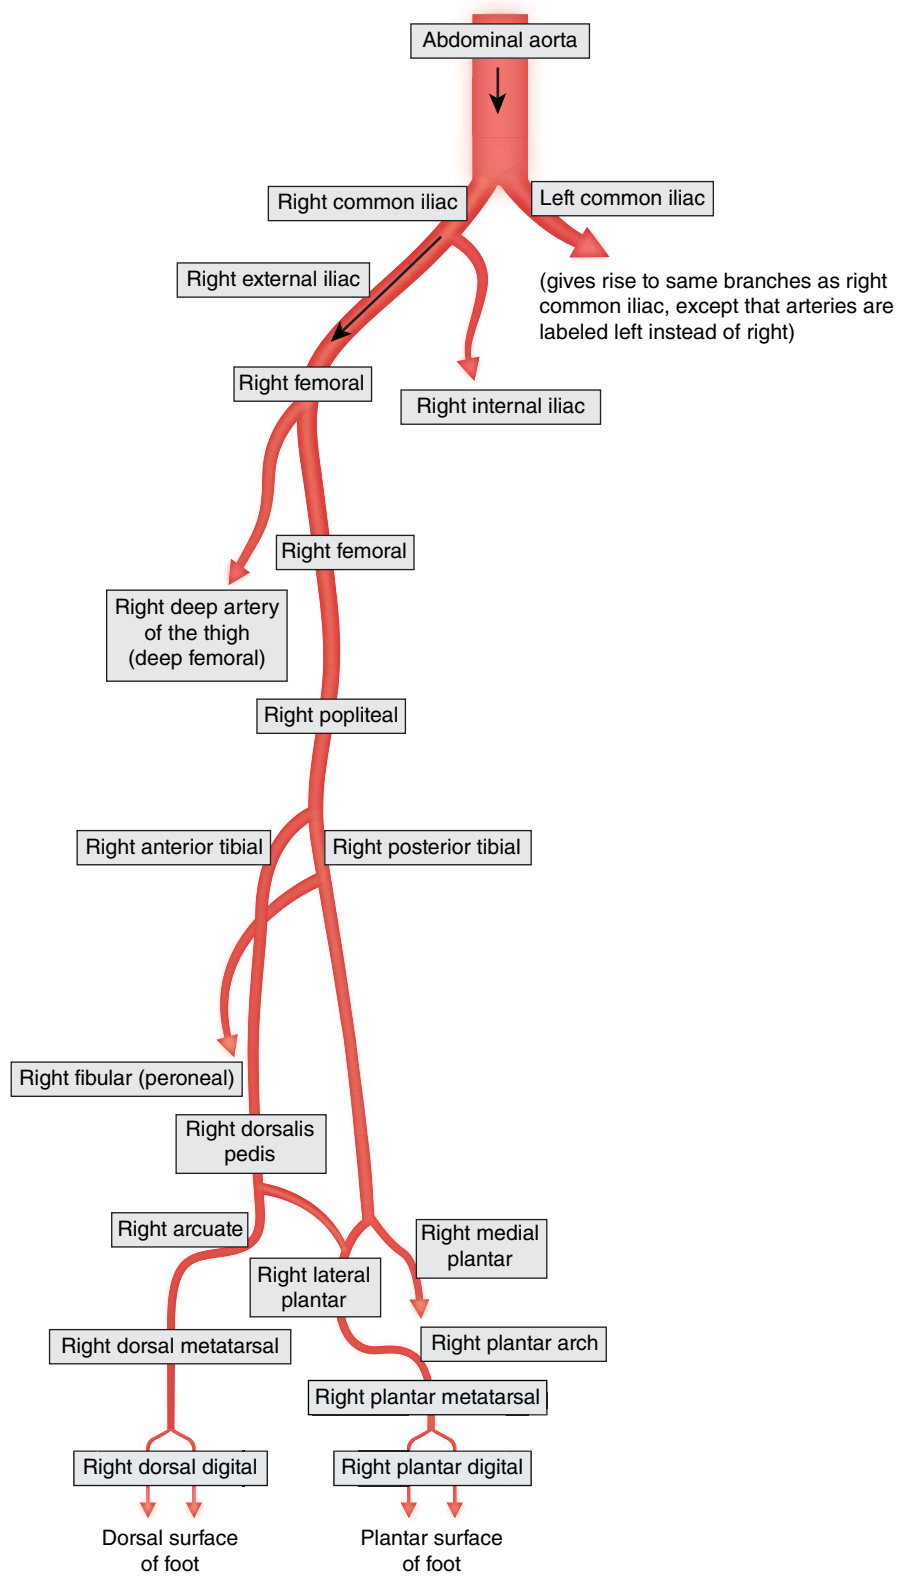 Abdominal aorta
Right common iliac
Left common iliac
Right external iliac
(gives rise to same branches as right
common iliac, except that arteries are
labeled left instead of right)
Right femoral
Right internal iliac
Right femoral
Right deep artery
of the thigh
(deep femoral)
Right popliteal
Right anterior tibial
Right posterior tibial
Right fibular (peroneal)
Right dorsalis
pedis
Right arcuate
Right medial
plantar
Right lateral
plantar
Right dorsal metatarsal
Right plantar arch
Right plantar metatarsal
Right dorsal digital
Right plantar digital
Dorsal surface
of foot
Plantar surface
of foot